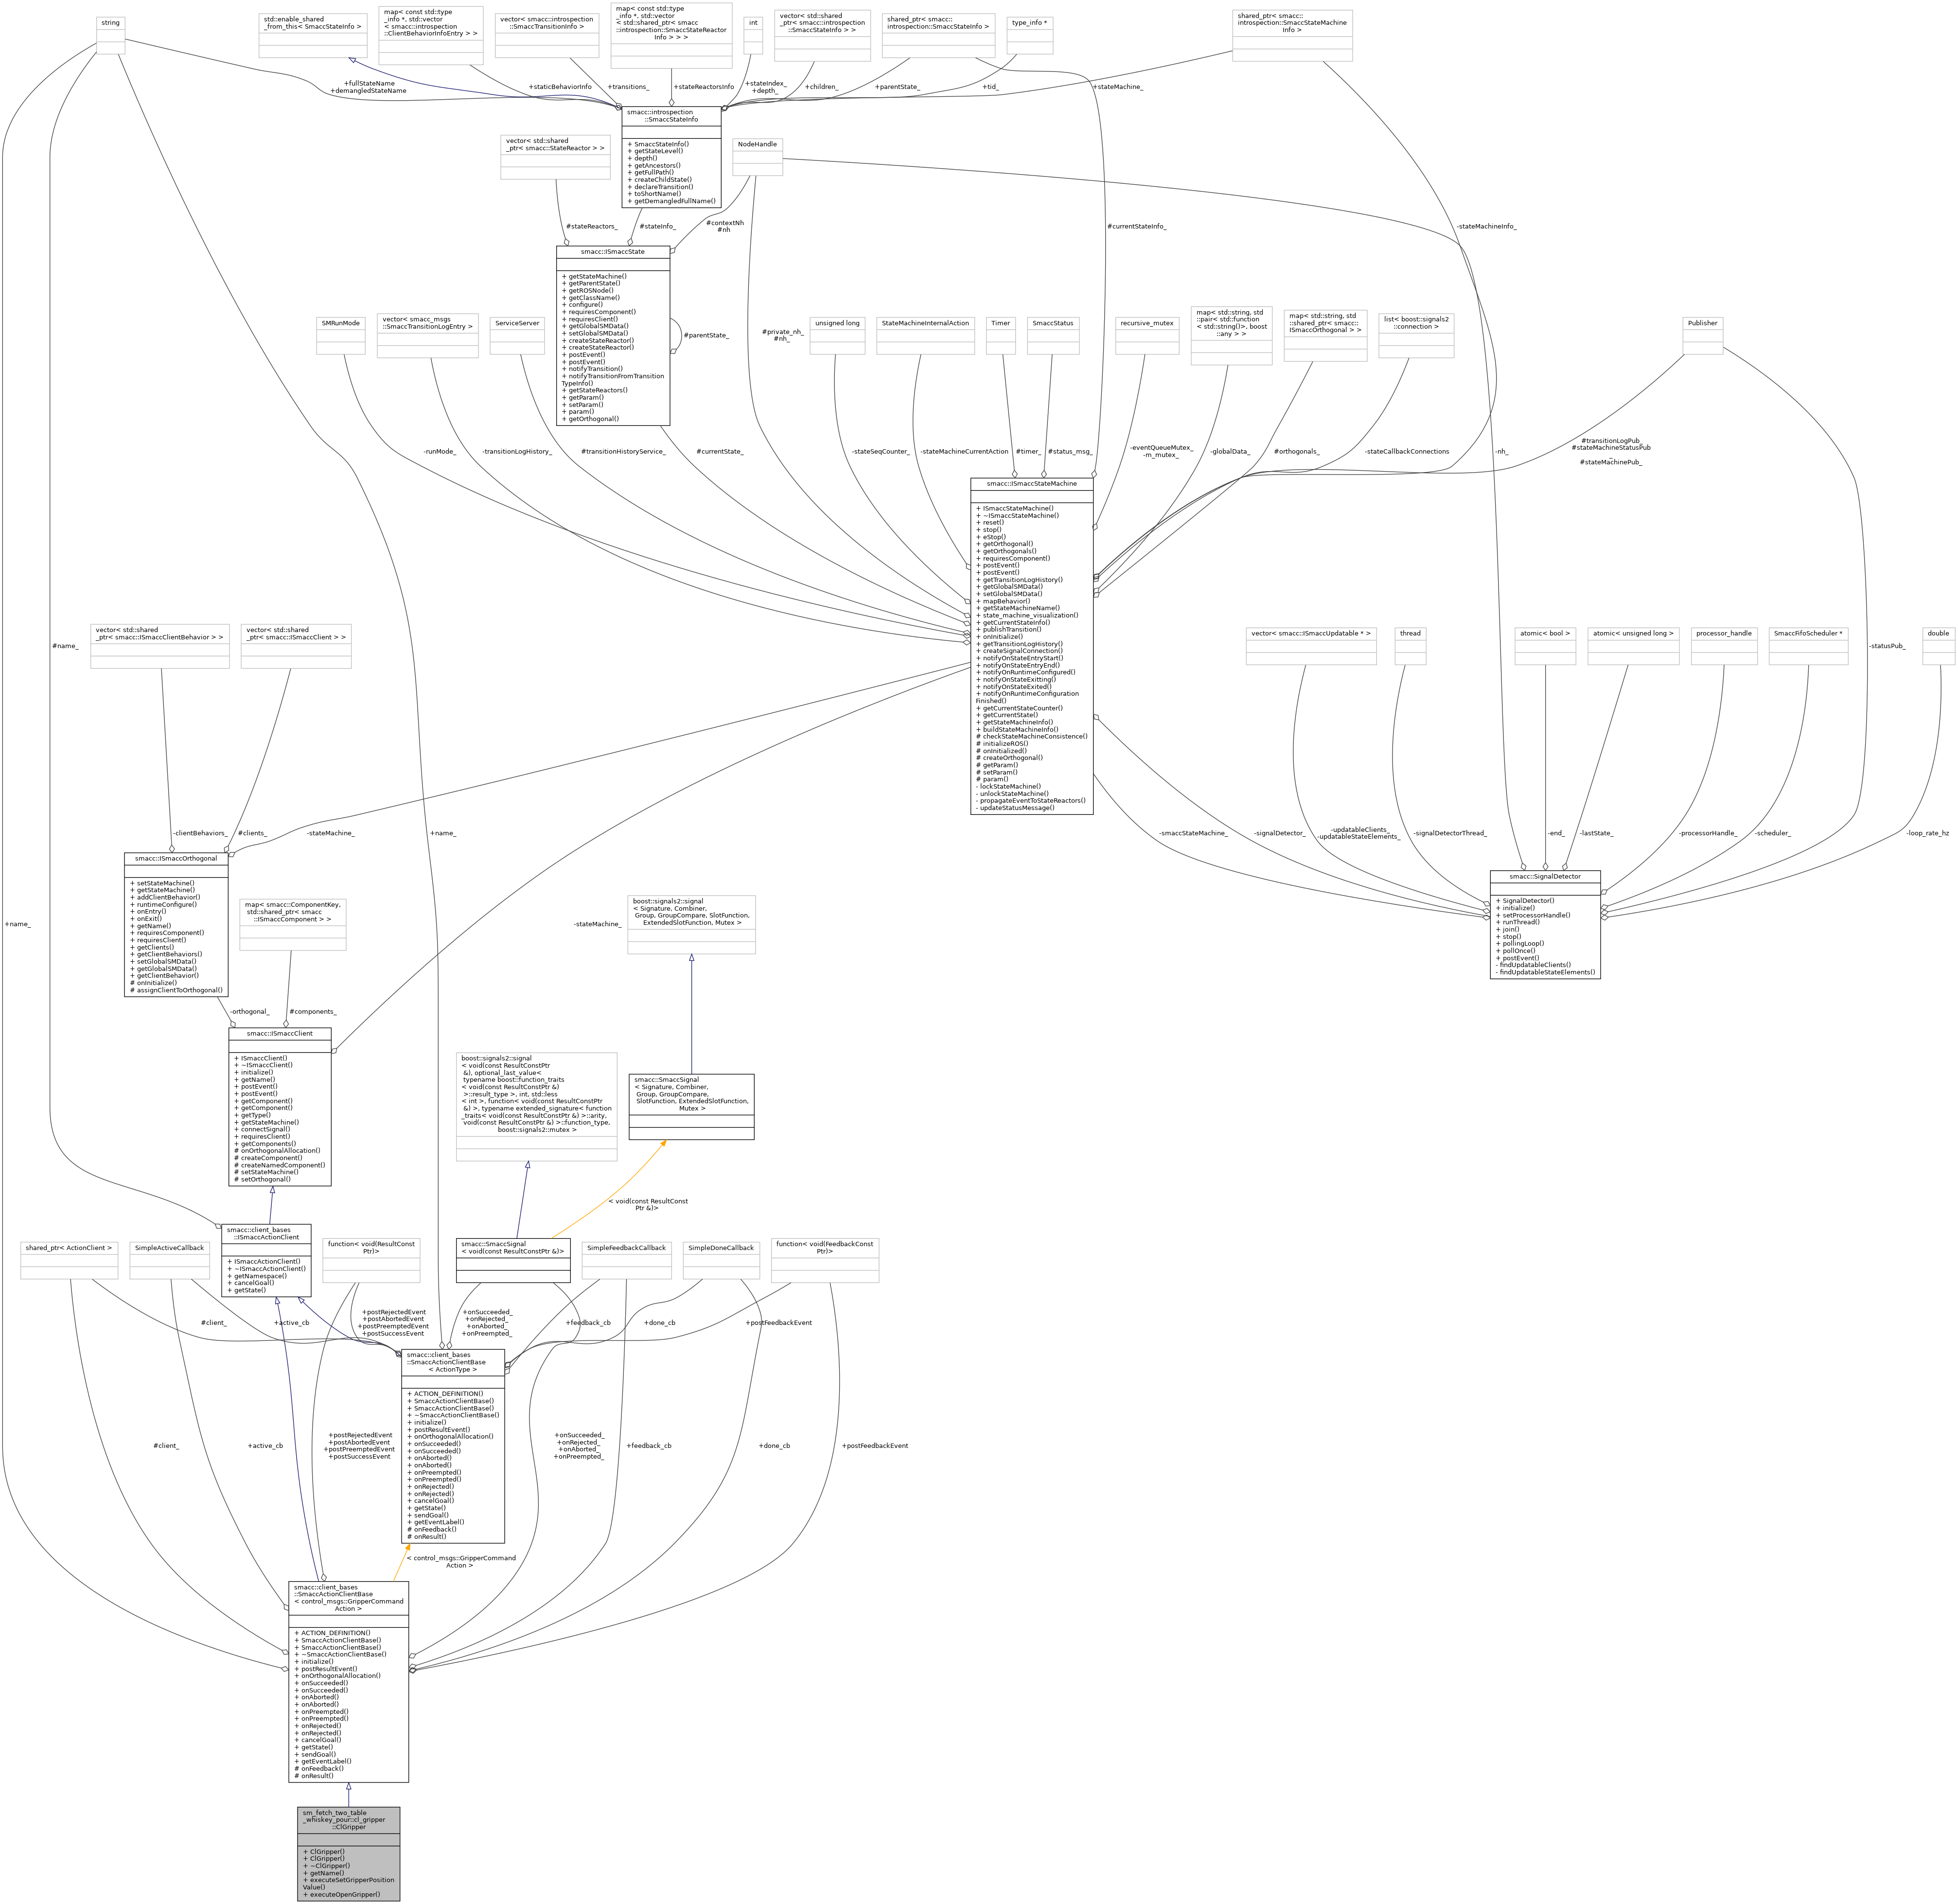 string
std::enable_shared
_from_this< SmaccStateInfo >
map< const std::type
_info *, std::vector
< smacc::introspection
::ClientBehaviorInfoEntry > >
vector< smacc::introspection
::SmaccTransitionInfo >
map< const std::type
_info *, std::vector
< std::shared_ptr< smacc
::introspection::SmaccStateReactor
Info > > >
int
vector< std::shared
_ptr< smacc::introspection
::SmaccStateInfo > >
shared_ptr< smacc::
introspection::SmaccStateInfo >
type_info *
shared_ptr< smacc::
introspection::SmaccStateMachine
Info >
+fullStateName
+demangledStateName
+staticBehaviorInfo
+transitions_
+stateReactorsInfo
+stateIndex_
+depth_
+children_
+parentState_
+tid_
+stateMachine_
smacc::introspection
::SmaccStateInfo
+ SmaccStateInfo()
+ getStateLevel()
+ depth()
+ getAncestors()
+ getFullPath()
+ createChildState()
+ declareTransition()
+ toShortName()
+ getDemangledFullName()
vector< std::shared
_ptr< smacc::StateReactor > >
NodeHandle
#stateReactors_
#stateInfo_
#contextNh
#nh
#currentStateInfo_
-stateMachineInfo_
smacc::ISmaccState
+ getStateMachine()
+ getParentState()
+ getROSNode()
+ getClassName()
+ configure()
+ requiresComponent()
+ requiresClient()
+ getGlobalSMData()
+ setGlobalSMData()
+ createStateReactor()
+ createStateReactor()
+ postEvent()
+ postEvent()
+ notifyTransition()
+ notifyTransitionFromTransition
TypeInfo()
+ getStateReactors()
+ getParam()
+ setParam()
+ param()
+ getOrthogonal()
#parentState_
#private_nh_
#nh_
SMRunMode
vector< smacc_msgs
::SmaccTransitionLogEntry >
ServiceServer
unsigned long
StateMachineInternalAction
Timer
SmaccStatus
recursive_mutex
map< std::string, std
::pair< std::function
< std::string()>, boost
::any > >
map< std::string, std
::shared_ptr< smacc::
ISmaccOrthogonal > >
list< boost::signals2
::connection >
Publisher
-runMode_
-transitionLogHistory_
#transitionHistoryService_
#currentState_
-stateSeqCounter_
-stateMachineCurrentAction
#timer_
#status_msg_
-eventQueueMutex_
-m_mutex_
-globalData_
#orthogonals_
-stateCallbackConnections
-nh_
#transitionLogPub_
#stateMachineStatusPub
_
#stateMachinePub_
smacc::ISmaccStateMachine
+ ISmaccStateMachine()
+ ~ISmaccStateMachine()
+ reset()
+ stop()
+ eStop()
+ getOrthogonal()
+ getOrthogonals()
+ requiresComponent()
+ postEvent()
+ postEvent()
+ getTransitionLogHistory()
+ getGlobalSMData()
+ setGlobalSMData()
+ mapBehavior()
+ getStateMachineName()
+ state_machine_visualization()
+ getCurrentStateInfo()
+ publishTransition()
+ onInitialize()
+ getTransitionLogHistory()
+ createSignalConnection()
+ notifyOnStateEntryStart()
+ notifyOnStateEntryEnd()
+ notifyOnRuntimeConfigured()
+ notifyOnStateExitting()
+ notifyOnStateExited()
+ notifyOnRuntimeConfiguration
Finished()
+ getCurrentStateCounter()
+ getCurrentState()
+ getStateMachineInfo()
+ buildStateMachineInfo()
# checkStateMachineConsistence()
# initializeROS()
# onInitialized()
# createOrthogonal()
# getParam()
# setParam()
# param()
- lockStateMachine()
- unlockStateMachine()
- propagateEventToStateReactors()
- updateStatusMessage()
#name_
vector< std::shared
_ptr< smacc::ISmaccClientBehavior > >
vector< std::shared
_ptr< smacc::ISmaccClient > >
vector< smacc::ISmaccUpdatable * >
thread
atomic< bool >
atomic< unsigned long >
processor_handle
SmaccFifoScheduler *
double
-statusPub_
-clientBehaviors_
#clients_
-stateMachine_
+name_
-smaccStateMachine_
-signalDetector_
-updatableClients_
-updatableStateElements_
-signalDetectorThread_
-end_
-lastState_
-processorHandle_
-scheduler_
-loop_rate_hz
smacc::ISmaccOrthogonal
+ setStateMachine()
+ getStateMachine()
+ addClientBehavior()
+ runtimeConfigure()
+ onEntry()
+ onExit()
+ getName()
+ requiresComponent()
+ requiresClient()
+ getClients()
+ getClientBehaviors()
+ setGlobalSMData()
+ getGlobalSMData()
+ getClientBehavior()
# onInitialize()
# assignClientToOrthogonal()
smacc::SignalDetector
+ SignalDetector()
+ initialize()
+ setProcessorHandle()
+ runThread()
+ join()
+ stop()
+ pollingLoop()
+ pollOnce()
+ postEvent()
- findUpdatableClients()
- findUpdatableStateElements()
map< smacc::ComponentKey,
std::shared_ptr< smacc
::ISmaccComponent > >
boost::signals2::signal
< Signature, Combiner,
Group, GroupCompare, SlotFunction,
ExtendedSlotFunction, Mutex >
+name_
-stateMachine_
-orthogonal_
#components_
smacc::ISmaccClient
+ ISmaccClient()
+ ~ISmaccClient()
+ initialize()
+ getName()
+ postEvent()
+ postEvent()
+ getComponent()
+ getComponent()
+ getType()
+ getStateMachine()
+ connectSignal()
+ requiresClient()
+ getComponents()
# onOrthogonalAllocation()
# createComponent()
# createNamedComponent()
# setStateMachine()
# setOrthogonal()
boost::signals2::signal
< void(const ResultConstPtr
&), optional_last_value<
typename boost::function_traits
< void(const ResultConstPtr &)
>::result_type >, int, std::less
< int >, function< void(const ResultConstPtr
&) >, typename extended_signature< function
_traits< void(const ResultConstPtr &) >::arity,
void(const ResultConstPtr &) >::function_type,
boost::signals2::mutex >
smacc::SmaccSignal
< Signature, Combiner,
Group, GroupCompare,
SlotFunction, ExtendedSlotFunction,
Mutex >
< void(const ResultConst
Ptr &)>
shared_ptr< ActionClient >
SimpleActiveCallback
smacc::client_bases
::ISmaccActionClient
+ ISmaccActionClient()
+ ~ISmaccActionClient()
+ getNamespace()
+ cancelGoal()
+ getState()
function< void(ResultConst
Ptr)>
smacc::SmaccSignal
< void(const ResultConstPtr &)>
SimpleFeedbackCallback
SimpleDoneCallback
function< void(FeedbackConst
Ptr)>
#client_
+active_cb
+postRejectedEvent
+postAbortedEvent
+postPreemptedEvent
+postSuccessEvent
+onSucceeded_
+onRejected_
+onAborted_
+onPreempted_
+feedback_cb
+done_cb
+postFeedbackEvent
smacc::client_bases
::SmaccActionClientBase
< ActionType >
+ ACTION_DEFINITION()
+ SmaccActionClientBase()
+ SmaccActionClientBase()
+ ~SmaccActionClientBase()
+ initialize()
+ postResultEvent()
+ onOrthogonalAllocation()
+ onSucceeded()
+ onSucceeded()
+ onAborted()
+ onAborted()
+ onPreempted()
+ onPreempted()
+ onRejected()
+ onRejected()
+ cancelGoal()
+ getState()
+ sendGoal()
+ getEventLabel()
# onFeedback()
# onResult()
#client_
+active_cb
+postRejectedEvent
+postAbortedEvent
+postPreemptedEvent
+postSuccessEvent
+onSucceeded_
+onRejected_
+onAborted_
+onPreempted_
+feedback_cb
+done_cb
+postFeedbackEvent
< control_msgs::GripperCommand
Action >
smacc::client_bases
::SmaccActionClientBase
< control_msgs::GripperCommand
Action >
+ ACTION_DEFINITION()
+ SmaccActionClientBase()
+ SmaccActionClientBase()
+ ~SmaccActionClientBase()
+ initialize()
+ postResultEvent()
+ onOrthogonalAllocation()
+ onSucceeded()
+ onSucceeded()
+ onAborted()
+ onAborted()
+ onPreempted()
+ onPreempted()
+ onRejected()
+ onRejected()
+ cancelGoal()
+ getState()
+ sendGoal()
+ getEventLabel()
# onFeedback()
# onResult()
sm_fetch_two_table
_whiskey_pour::cl_gripper
::ClGripper
+ ClGripper()
+ ClGripper()
+ ~ClGripper()
+ getName()
+ executeSetGripperPosition
Value()
+ executeOpenGripper()